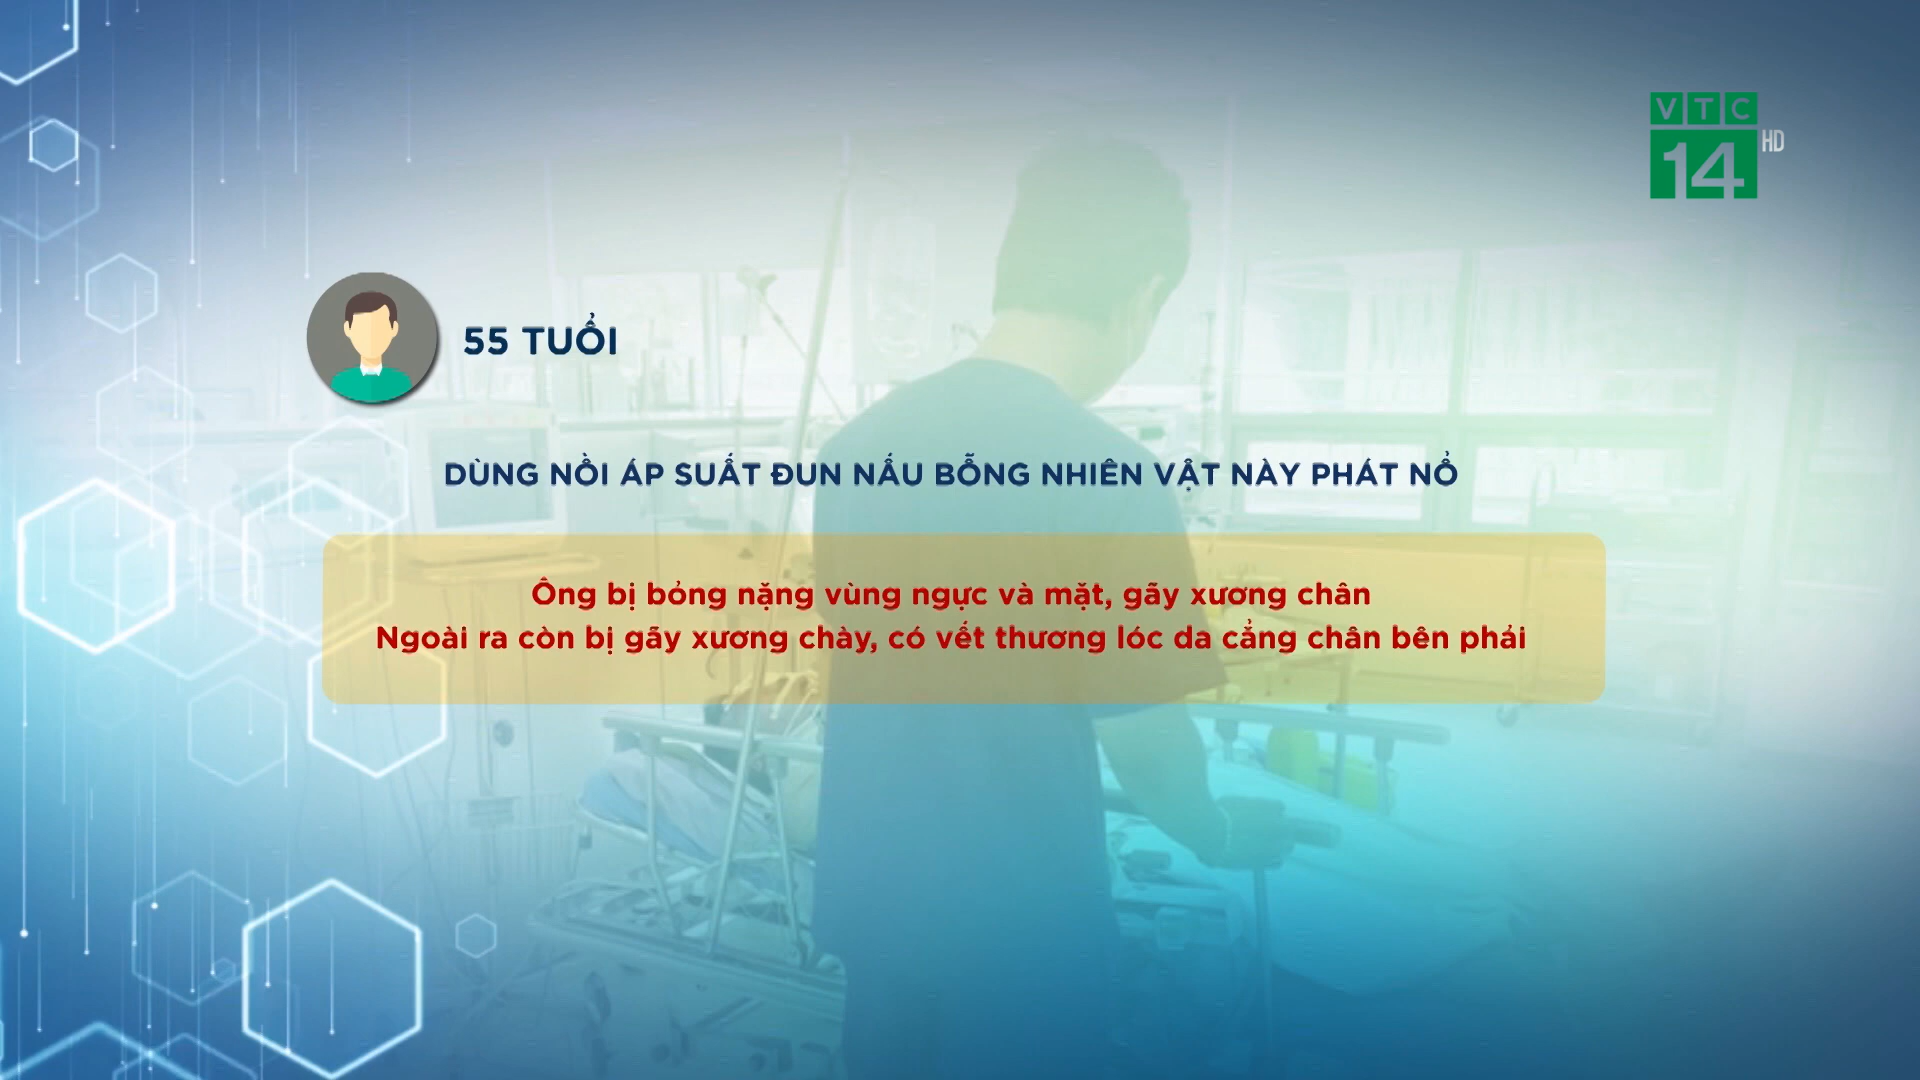 VTC
14 HD
55 TUỔI
DÙNG NỒI ÁP SUẤT ĐUN NẤU BỖNG NHIÊN VẬT NÀY PHÁT NỔ
Ông bị bỏng nặng vùng ngực và mặt, gãy xương chân
Ngoài ra còn bị gãy xương chày, có vết thương lóc da cẳng chân bên phải